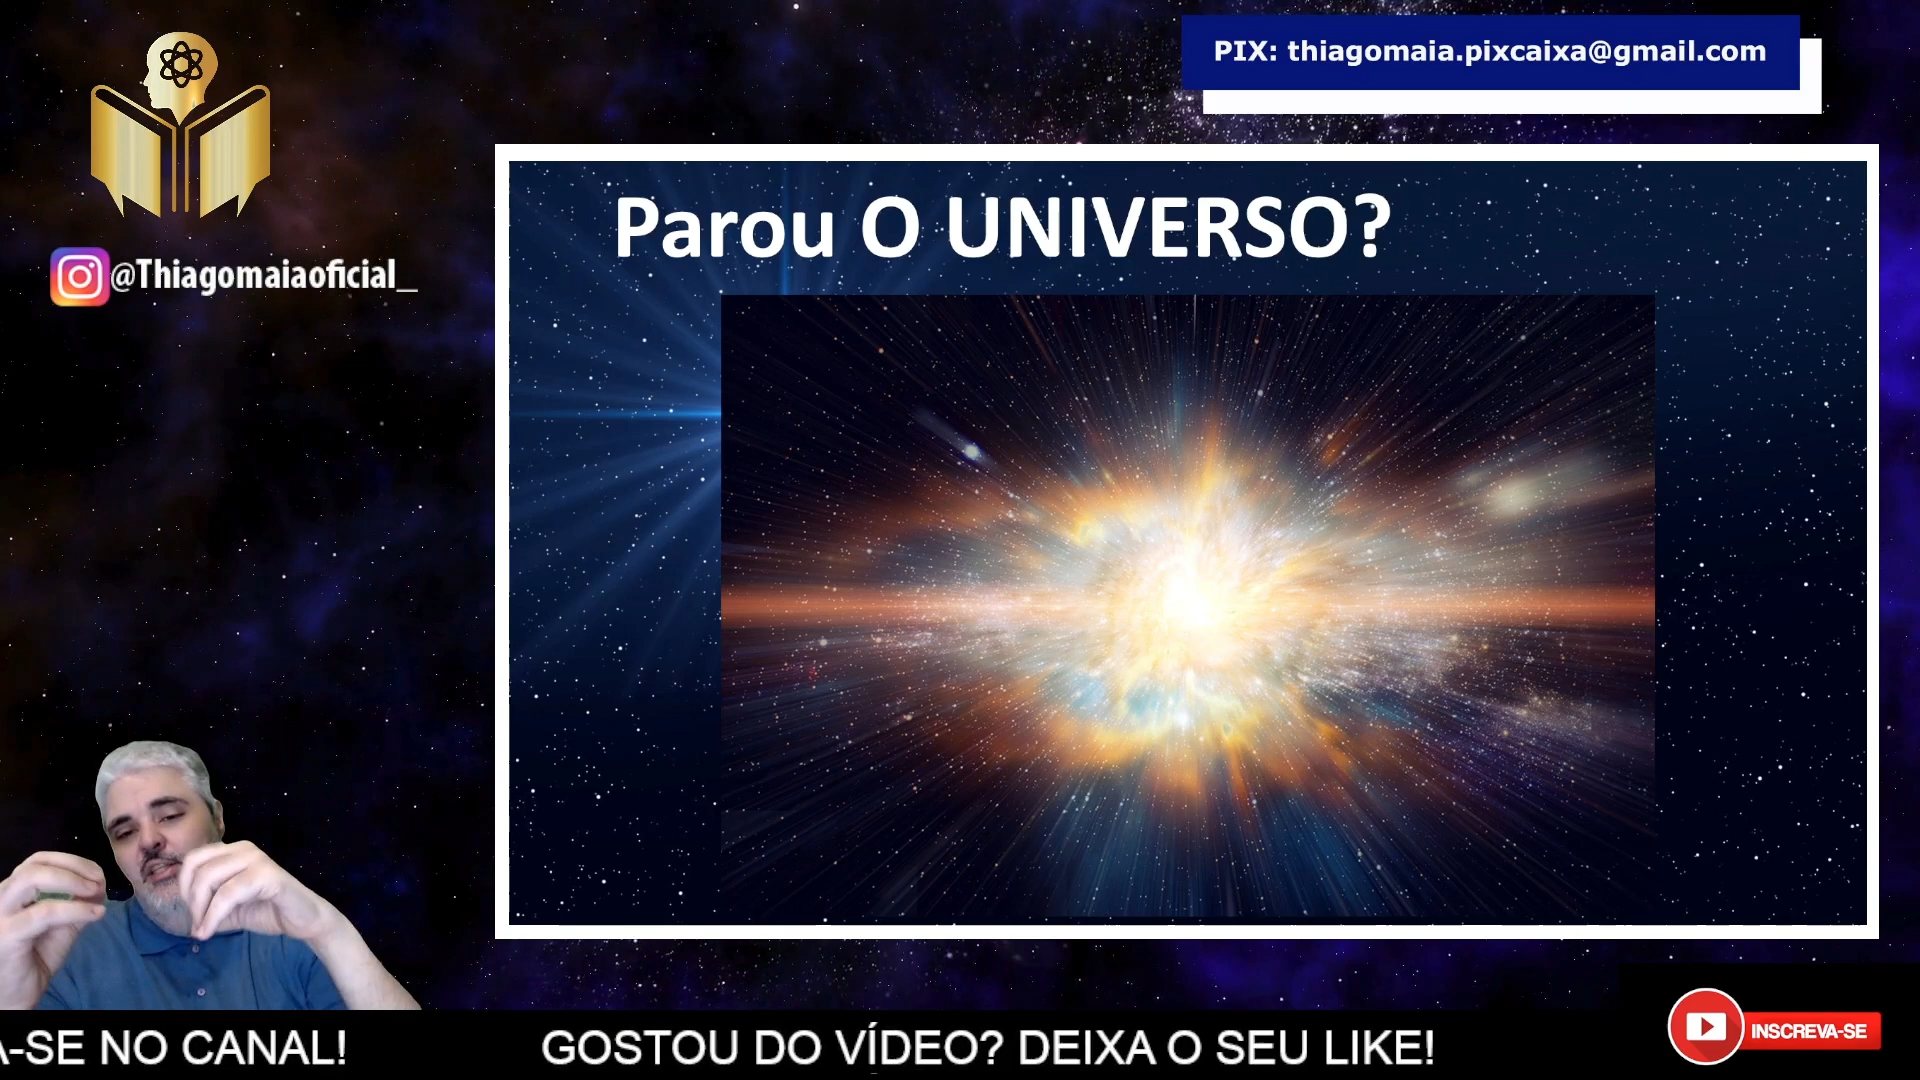 PIX: thiagomaia.pixcaixa@gmail.com
@Thiagomaiaoficial_
Parou O UNIVERSO?
A-SE NO CANAL! GOSTOU DO VÍDEO? DEIXA O SEU LIKE!
INSCREVA-SE